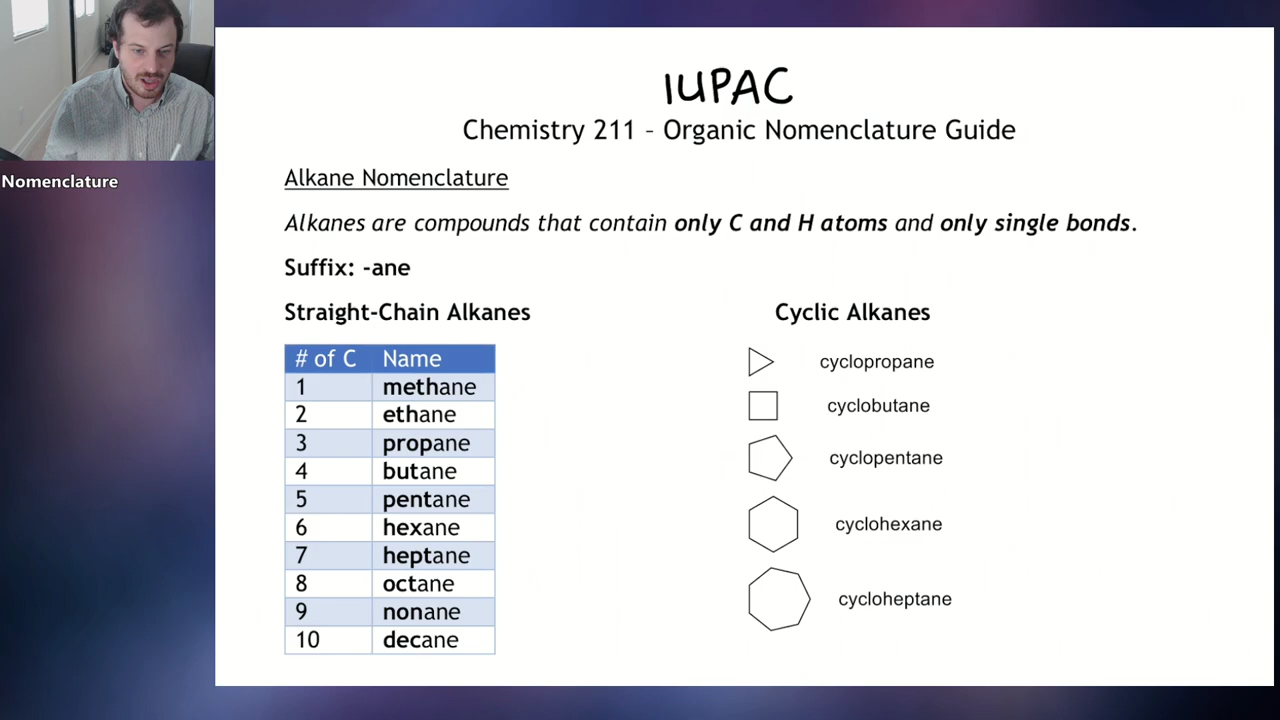 IUPAC
Chemistry 211 – Organic Nomenclature Guide
Nomenclature
Alkane Nomenclature
Alkanes are compounds that contain only C and H atoms and only single bonds.
Suffix: -ane
Straight-Chain Alkanes
# of C Name
1 methane
2 ethane
3 propane
4 butane
5 pentane
6 hexane
7 heptane
8 octane
9 nonane
10 decane
Cyclic Alkanes
cyclopropane
cyclobutane
cyclopentane
cyclohexane
cycloheptane